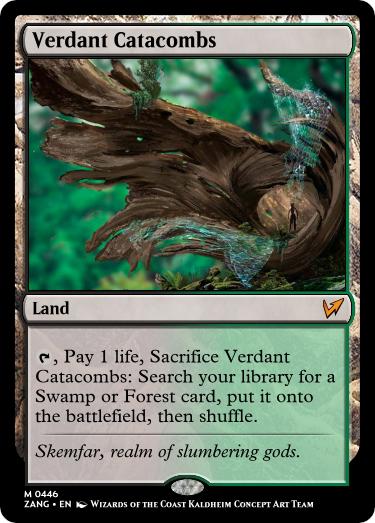 Verdant Catacombs
Land
, Pay 1 life, Sacrifice Verdant
Catacombs: Search your library for a
Swamp or Forest card, put it onto
the battlefield, then shuffle.
Skemfar, realm of slumbering gods.
M 0446
ZANG • EN Wizards of the Coast Kaldheim Concept Art Team